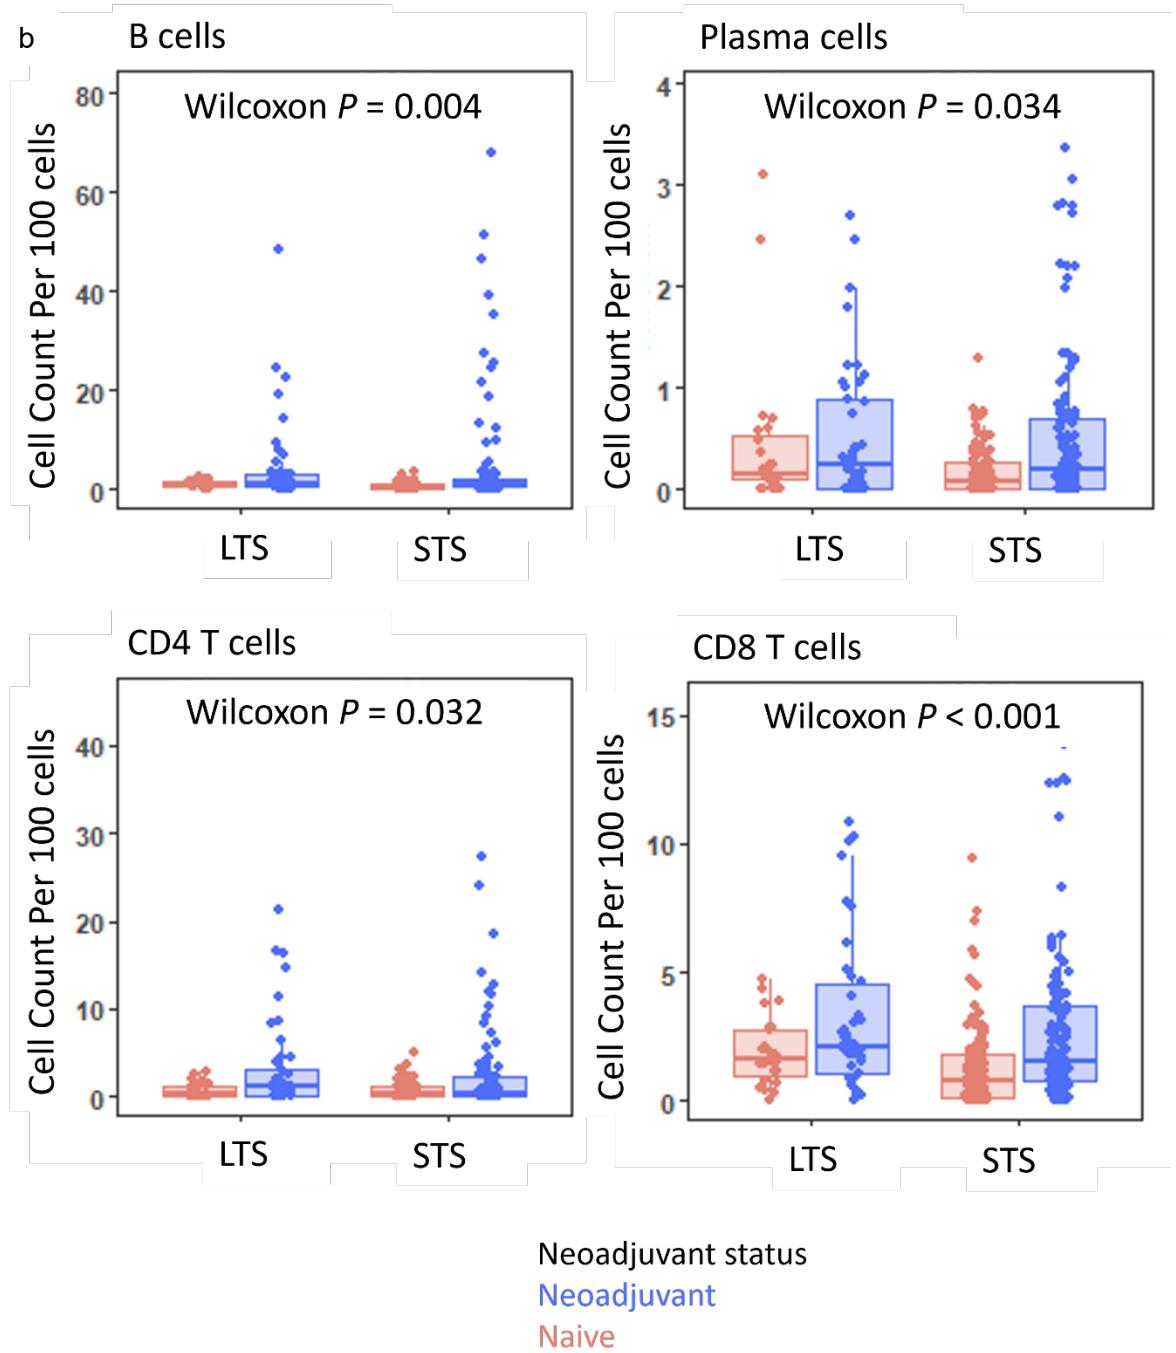 b
B cells
Wilcoxon P = 0.004
Cell Count Per 100 cells
80
60
40
20
0
LTS
STS
Plasma cells
Wilcoxon P = 0.034
Cell Count Per 100 cells
4
3
2
1
0
LTS
STS
CD4 T cells
Wilcoxon P = 0.032
Cell Count Per 100 cells
40
30
20
10
0
LTS
STS
CD8 T cells
Wilcoxon P < 0.001
Cell Count Per 100 cells
15
10
5
0
LTS
STS
Neoadjuvant status
Neoadjuvant
Naive